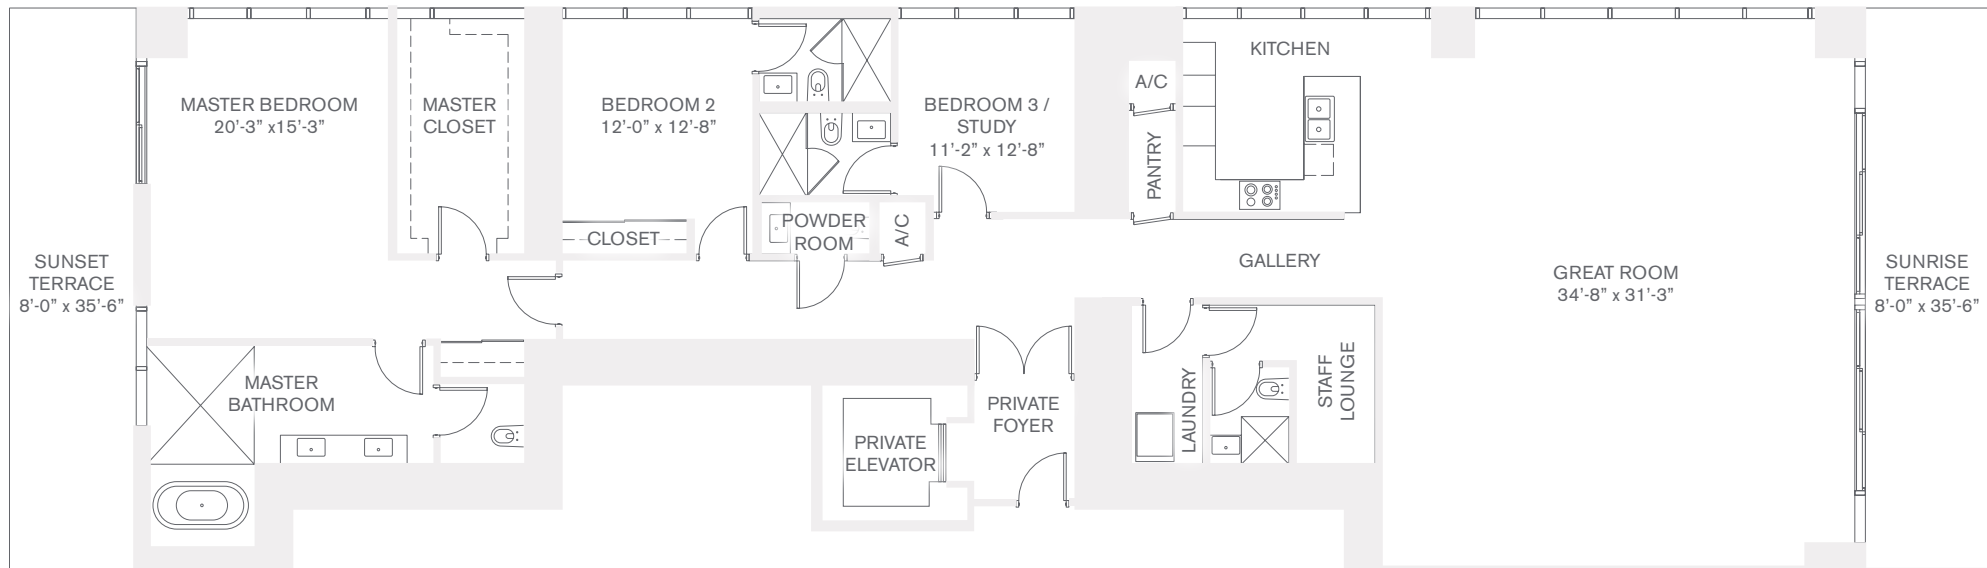 SUNSET
TERRACE
8'-0” x 35'-6”
MASTER BEDROOM
20'-3” x15'-3”
MASTER
CLOSET
BEDROOM 2
12'-0” x 12'-8”
CLOSET
POWDER
ROOM
A/C
BEDROOM 3 /
STUDY
11'-2” x 12'-8”
A/C
PANTRY
KITCHEN
GALLERY
GREAT ROOM
34'-8” x 31'-3”
SUNRISE
TERRACE
8'-0” x 35'-6”
MASTER
BATHROOM
PRIVATE
ELEVATOR
PRIVATE
FOYER
LAUNDRY
STAFF
LOUNGE